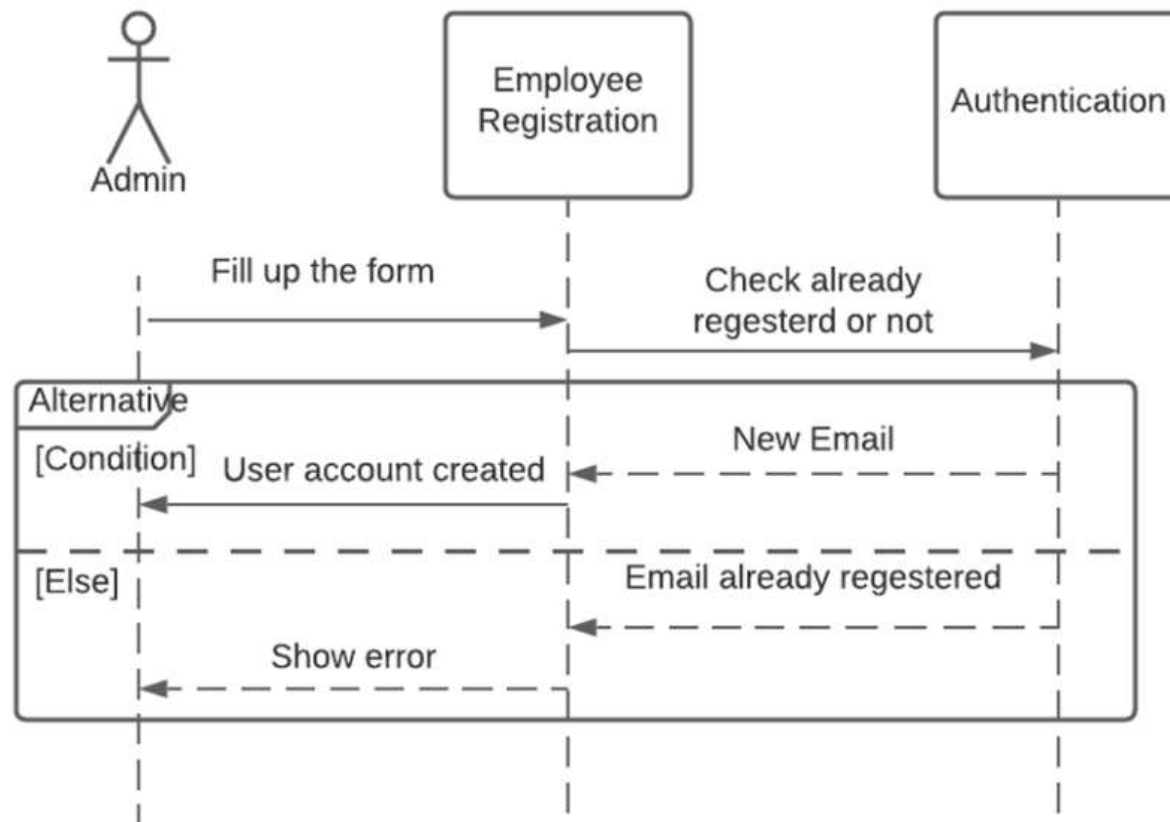 Employee
Registration
Authentication
Admin
Fill up the form
Check already
regesterd or not
Alternative
[Condition]
New Email
User account created
[Else]
Email already regestered
Show error